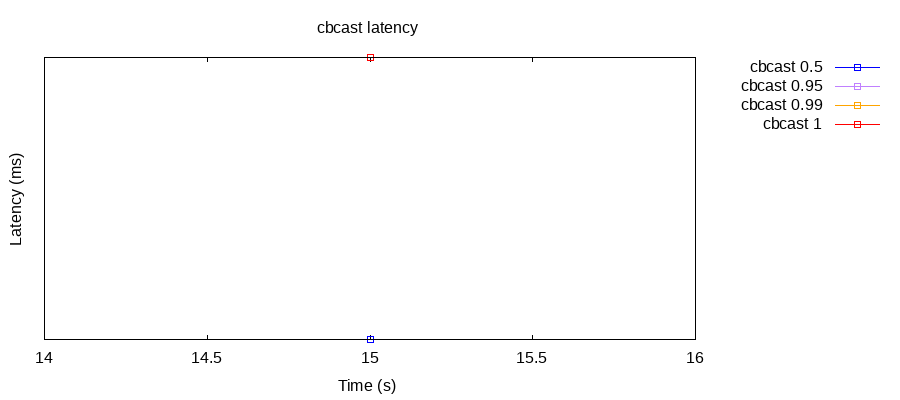 cbcast latency
cbcast 0.5
cbcast 0.95
cbcast 0.99
cbcast 1
Latency (ms)
14 14.5 15 15.5 16
Time (s)